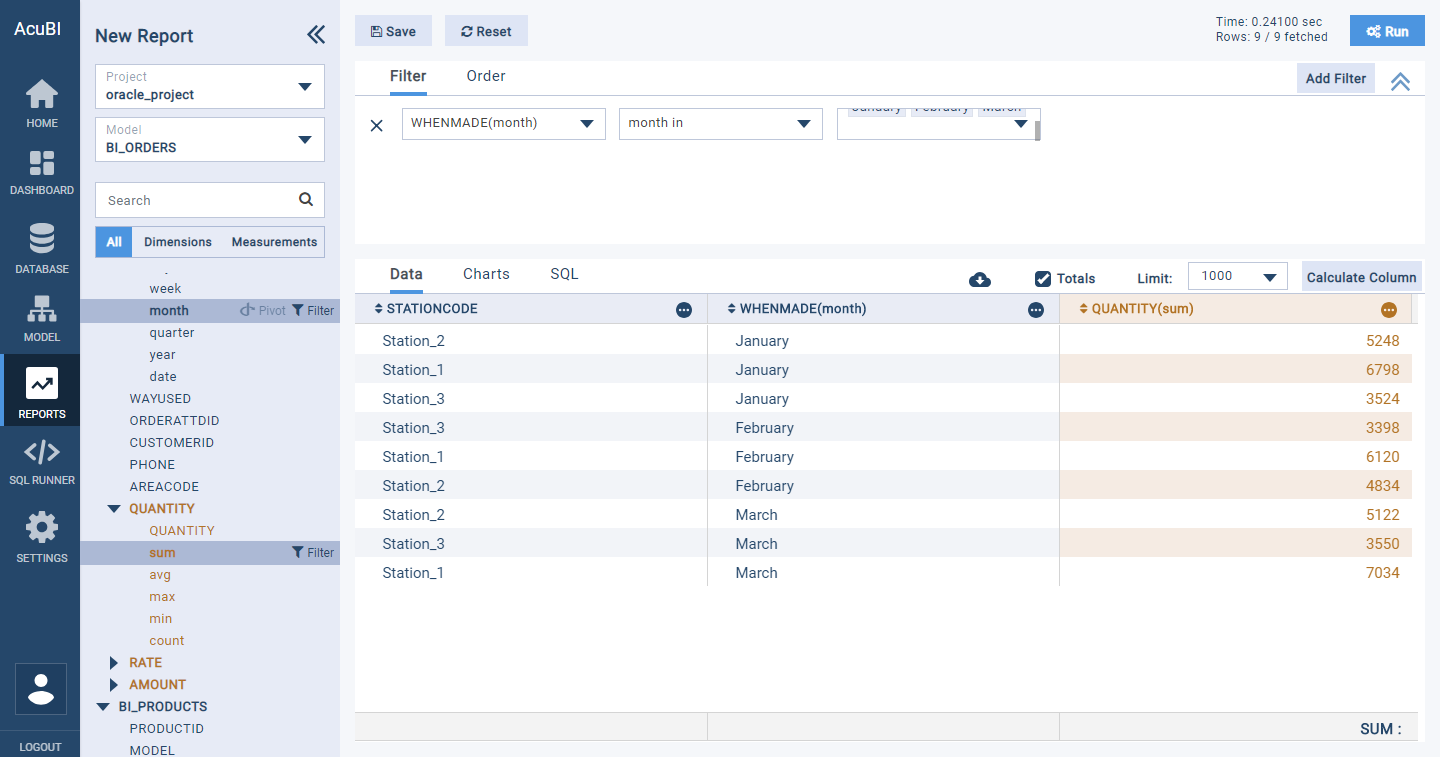 AcuBI
HOME
DASHBOARD
DATABASE
MODEL
REPORTS
SQL RUNNER
SETTINGS
LOGOUT
New Report
Project
oracle_project
Model
BI_ORDERS
Search
All Dimensions Measurements
week
month Pivot Filter
quarter
year
date
WAYUSED
ORDERATTDID
CUSTOMERID
PHONE
AREACODE
QUANTITY
QUANTITY
sum Filter
avg
max
min
count
RATE
AMOUNT
BI_PRODUCTS
PRODUCTID
MODEL
Save Reset
Time: 0.24100 sec
Rows: 9 / 9 fetched
Run
Filter Order Add Filter
January February March
WHENMADE(month) month in
Data Charts SQL Totals Limit: 1000 Calculate Column
STATIONCODE WHENMADE(month) QUANTITY(sum)
Station_2 January 5248
Station_1 January 6798
Station_3 January 3524
Station_3 February 3398
Station_1 February 6120
Station_2 February 4834
Station_2 March 5122
Station_3 March 3550
Station_1 March 7034
SUM :